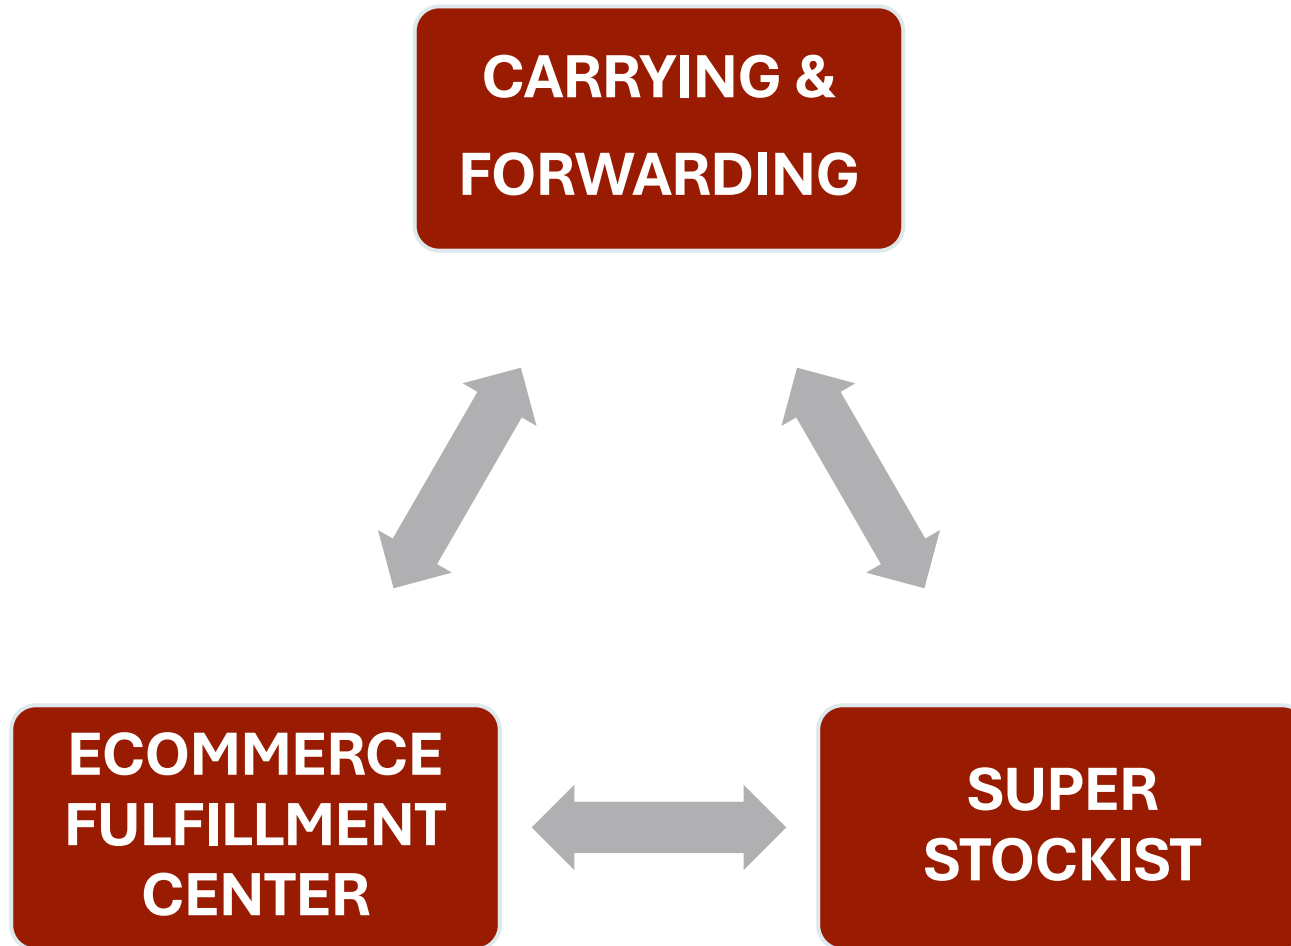 CARRYING &
FORWARDING
ECOMMERCE
FULFILLMENT
CENTER
SUPER
STOCKIST